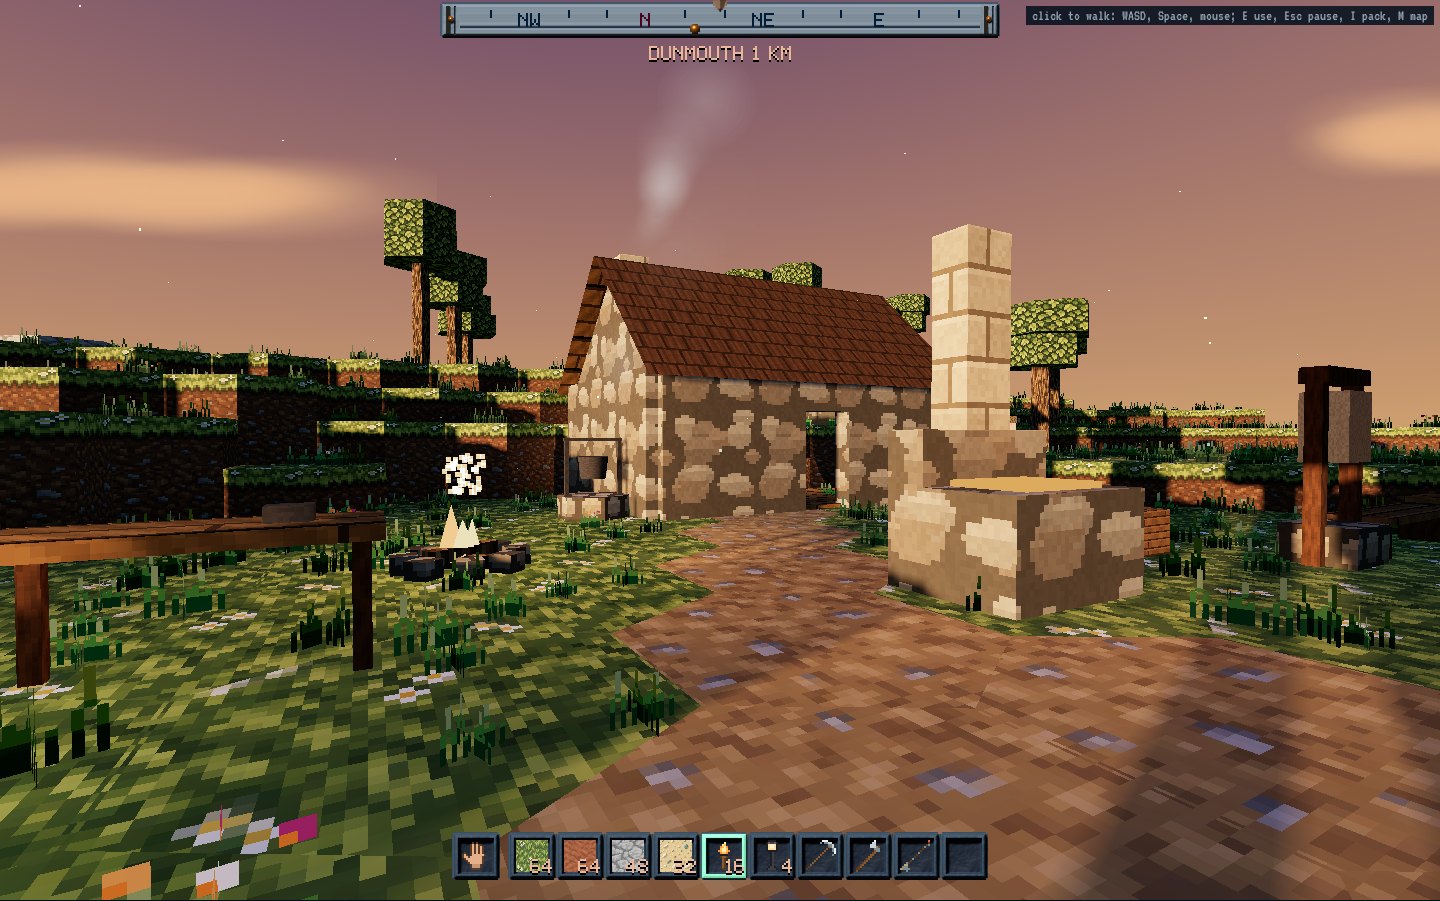 NW N NE E
click to walk: WASD, Space, mouse; E use, Esc pause, I pack, M map
DUNMOUTH 1 KM
64 64 48 32 16 4